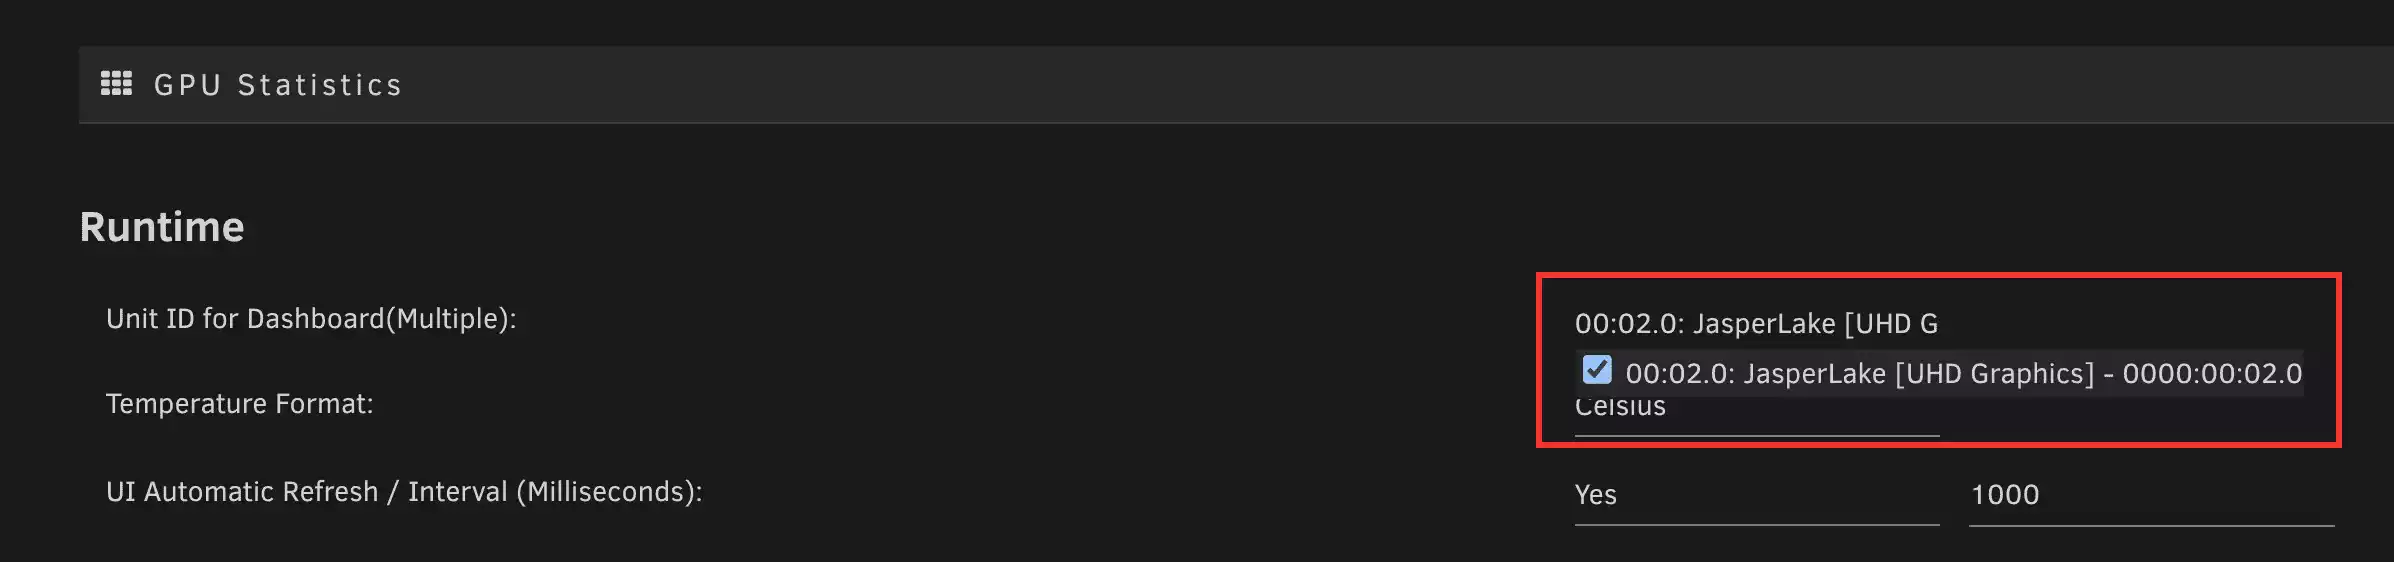 GPU Statistics
Runtime
Unit ID for Dashboard(Multiple):
00:02.0: JasperLake [UHD G
00:02.0: JasperLake [UHD Graphics] - 0000:00:02.0
Temperature Format:
Celsius
UI Automatic Refresh / Interval (Milliseconds):
Yes
1000